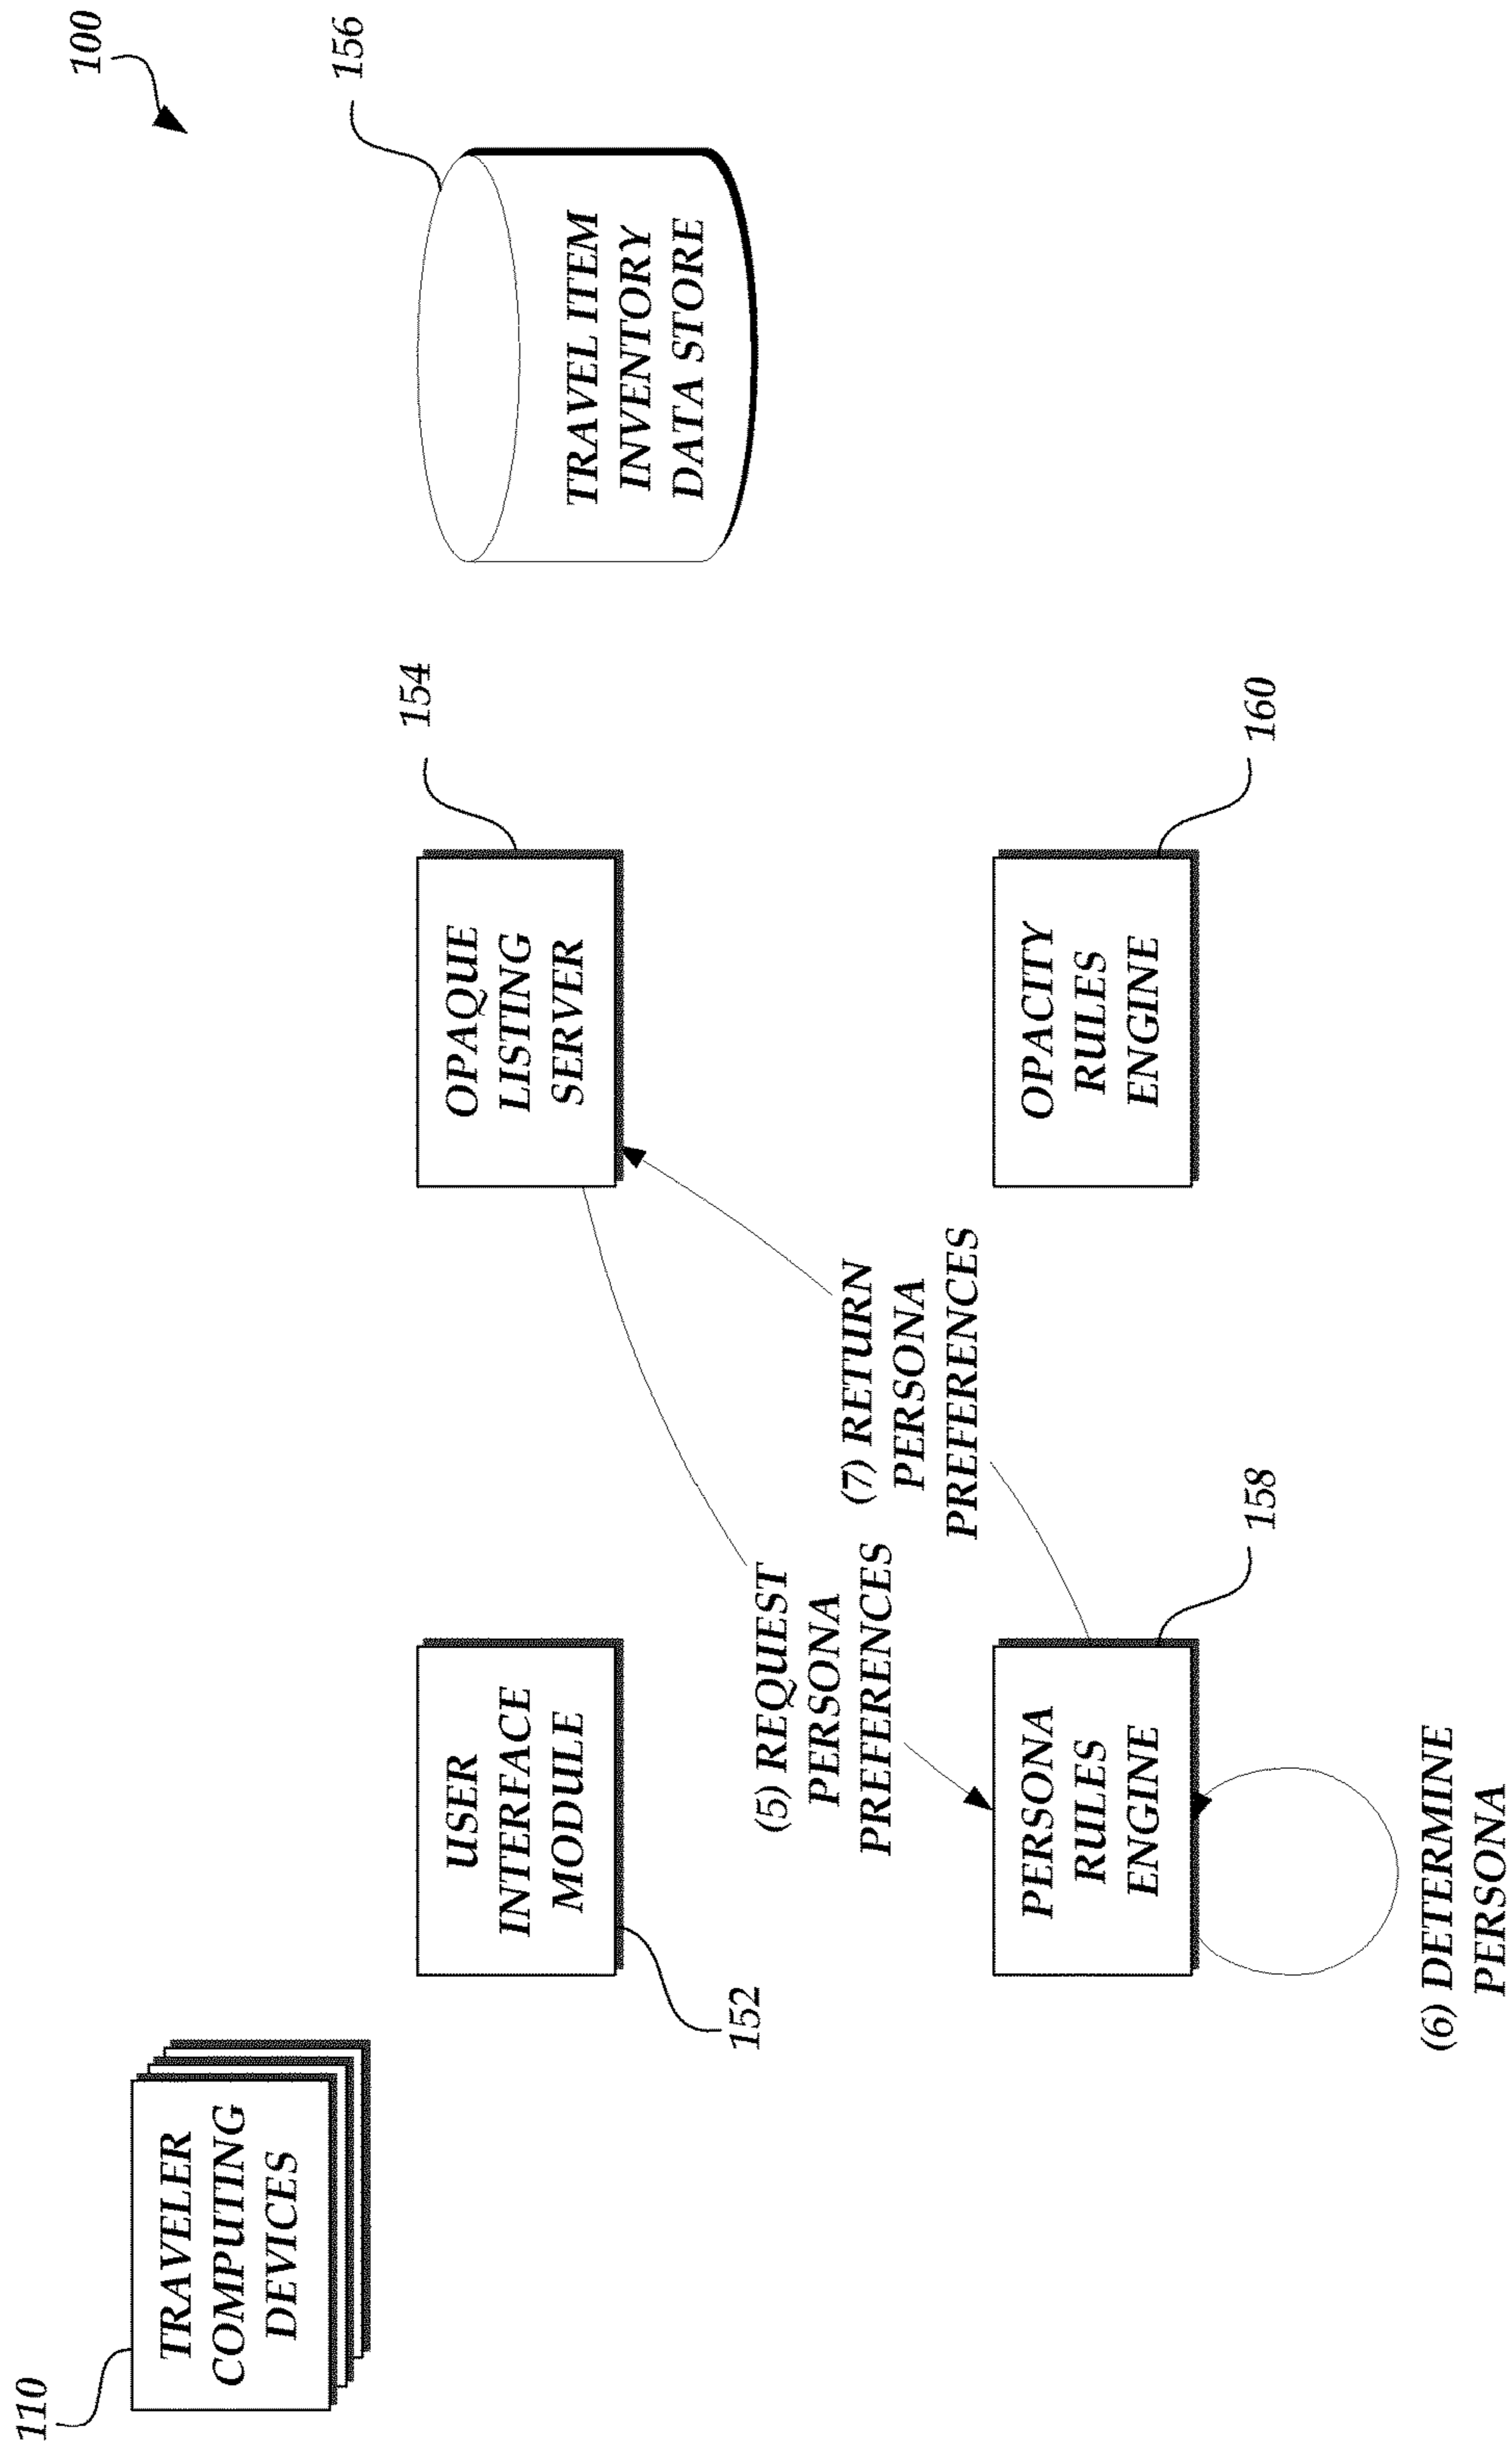 100
110
TRAVELER
COMPUTING
DEVICES
USER
INTERFACE
MODULE
152
OPAQUE
LISTING
SERVER
154
TRAVEL ITEM
INVENTORY
DATA STORE
156
(5) REQUEST
PERSONA
PREFERENCES
(7) RETURN
PERSONA
PREFERENCES
PERSONA
RULES
ENGINE
158
OPACITY
RULES
ENGINE
160
(6) DETERMINE
PERSONA